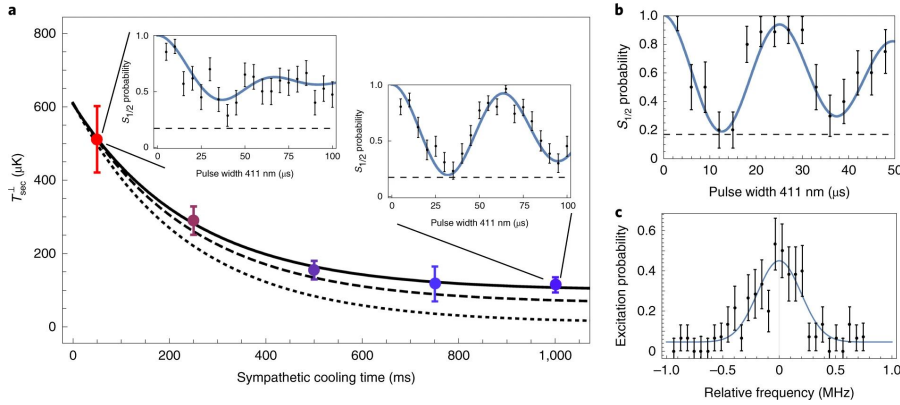 a
800
600
400
200
0
T⊥sec (µK)
0 200 400 600 800 1,000
Sympathetic cooling time (ms)
1.0
0.5
0
S1/2 probability
0 25 50 75 100
Pulse width 411 nm (µs)
1.0
0.5
0
S1/2 probability
0 25 50 75 100
Pulse width 411 nm (µs)
b
1.0
0.8
0.6
0.4
0.2
0
S1/2 probability
0 10 20 30 40 50
Pulse width 411 nm (µs)
c
0.6
0.4
0.2
0
Excitation probability
−1.0 −0.5 0 0.5 1.0
Relative frequency (MHz)